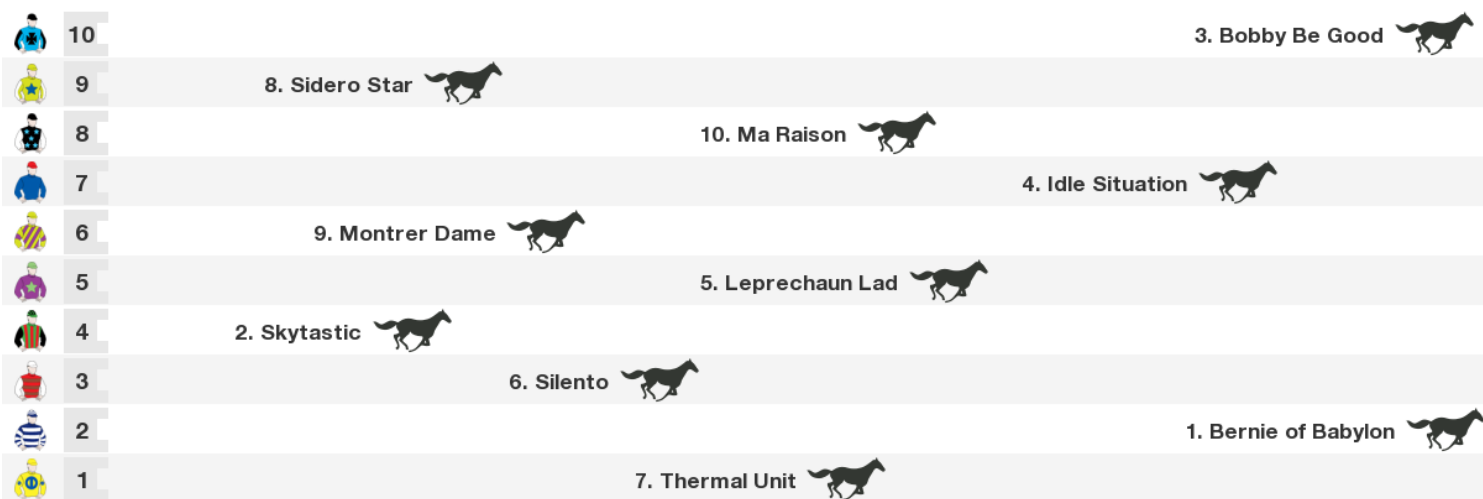 10 3. Bobby Be Good
9 8. Sidero Star
8 10. Ma Raison
7 4. Idle Situation
6 9. Montrer Dame
5 5. Leprechaun Lad
4 2. Skytastic
3 6. Silento
2 1. Bernie of Babylon
1 7. Thermal Unit